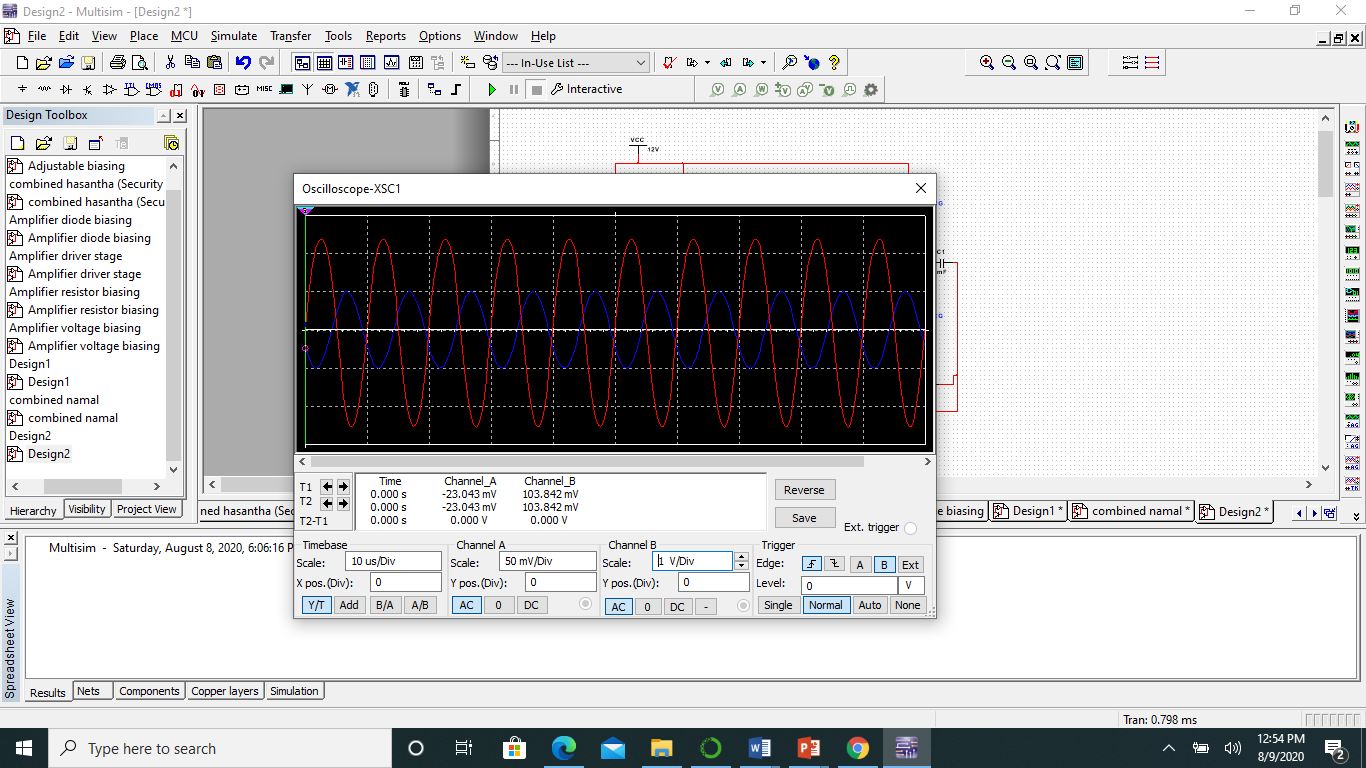 Design2 - Multisim - [Design2 *]
File Edit View Place MCU Simulate Transfer Tools Reports Options Window Help
--- In-Use List ---
MISC
Interactive
Design Toolbox
Adjustable biasing
combined hasantha (Security
combined hasantha (Secu
Amplifier diode biasing
Amplifier diode biasing
Amplifier driver stage
Amplifier driver stage
Amplifier resistor biasing
Amplifier resistor biasing
Amplifier voltage biasing
Amplifier voltage biasing
Design1
Design1
combined namal
combined namal
Design2
Design2
Hierarchy Visibility Project View
VCC
12V
C1
mF
Oscilloscope-XSC1
T1
T2
T2-T1
Time Channel_A Channel_B
0.000 s -23.043 mV 103.842 mV
0.000 s -23.043 mV 103.842 mV
0.000 s 0.000 V 0.000 V
Reverse
Save
Ext. trigger
Timebase
Scale: 10 us/Div
X pos.(Div): 0
Y/T Add B/A A/B
Channel A
Scale: 50 mV/Div
Y pos.(Div): 0
AC 0 DC
Channel B
Scale: 1 V/Div
Y pos.(Div): 0
AC 0 DC -
Trigger
Edge: A B Ext
Level: 0 V
Single Normal Auto None
ned hasantha (Sec
e biasing Design1 * combined namal * Design2 *
Multisim - Saturday, August 8, 2020, 6:06:16 P
Spreadsheet View
Results Nets Components Copper layers Simulation
Tran: 0.798 ms
Type here to search
12:54 PM
8/9/2020
2